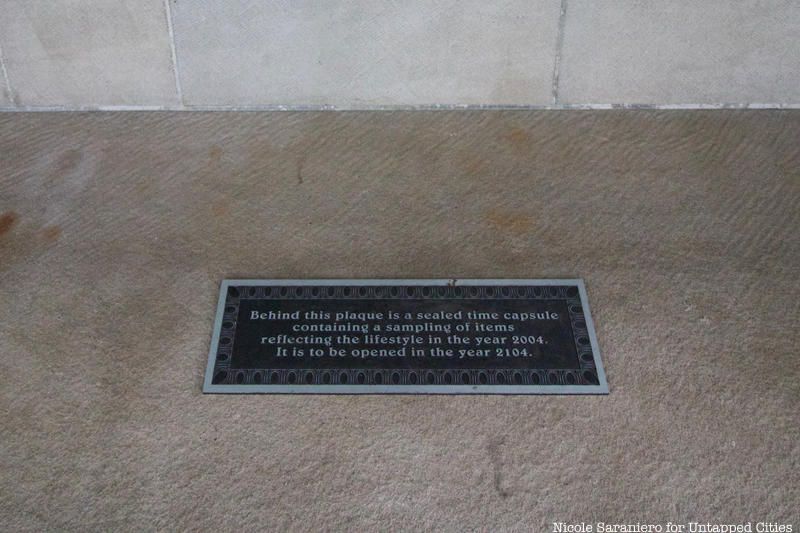 Behind this plaque is a sealed time capsule
containing a sampling of items
reflecting the lifestyle in the year 2004.
It is to be opened in the year 2104.
Nicole Saraniero for Untapped Cities